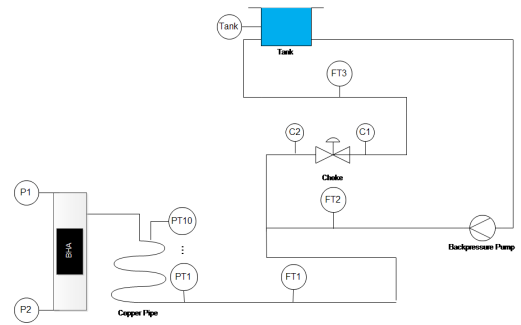 Tank
Tank
FT3
C2
C1
Choke
P1
FT2
PT10
Backpressure Pump
BHA
⋮
PT1
FT1
P2
Copper Pipe